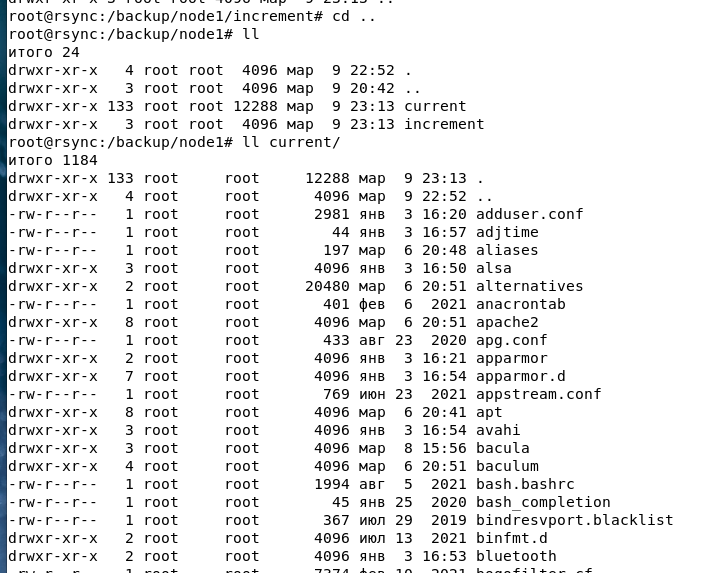 root@rsync:/backup/node1/increment# cd ..
root@rsync:/backup/node1# ll
итого 24
drwxr-xr-x   4 root root  4096 мар  9 22:52 .
drwxr-xr-x   3 root root  4096 мар  9 20:42 ..
drwxr-xr-x 133 root root 12288 мар  9 23:13 current
drwxr-xr-x   3 root root  4096 мар  9 23:13 increment
root@rsync:/backup/node1# ll current/
итого 1184
drwxr-xr-x 133 root     root     12288 мар  9 23:13 .
drwxr-xr-x   4 root     root      4096 мар  9 22:52 ..
-rw-r--r--   1 root     root      2981 янв  3 16:20 adduser.conf
-rw-r--r--   1 root     root        44 янв  3 16:57 adjtime
-rw-r--r--   1 root     root       197 мар  6 20:48 aliases
drwxr-xr-x   3 root     root      4096 янв  3 16:50 alsa
drwxr-xr-x   2 root     root     20480 мар  6 20:51 alternatives
-rw-r--r--   1 root     root       401 фев  6  2021 anacrontab
drwxr-xr-x   8 root     root      4096 мар  6 20:51 apache2
-rw-r--r--   1 root     root       433 авг 23  2020 apg.conf
drwxr-xr-x   2 root     root      4096 янв  3 16:21 apparmor
drwxr-xr-x   7 root     root      4096 янв  3 16:54 apparmor.d
-rw-r--r--   1 root     root       769 июн 23  2021 appstream.conf
drwxr-xr-x   8 root     root      4096 мар  6 20:41 apt
drwxr-xr-x   3 root     root      4096 янв  3 16:54 avahi
drwxr-xr-x   3 root     root      4096 мар  8 15:56 bacula
drwxr-xr-x   4 root     root      4096 мар  6 20:51 baculum
-rw-r--r--   1 root     root      1994 авг  5  2021 bash.bashrc
-rw-r--r--   1 root     root        45 янв 25  2020 bash_completion
-rw-r--r--   1 root     root       367 июл 29  2019 bindresvport.blacklist
drwxr-xr-x   2 root     root      4096 июл 13  2021 binfmt.d
drwxr-xr-x   2 root     root      4096 янв  3 16:53 bluetooth